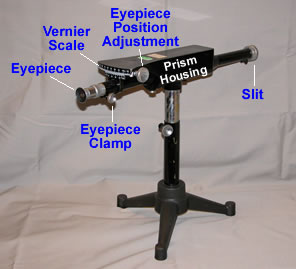 Eyepiece
Position
Adjustment
Vernier
Scale
Eyepiece
Prism
Housing
Slit
Eyepiece
Clamp